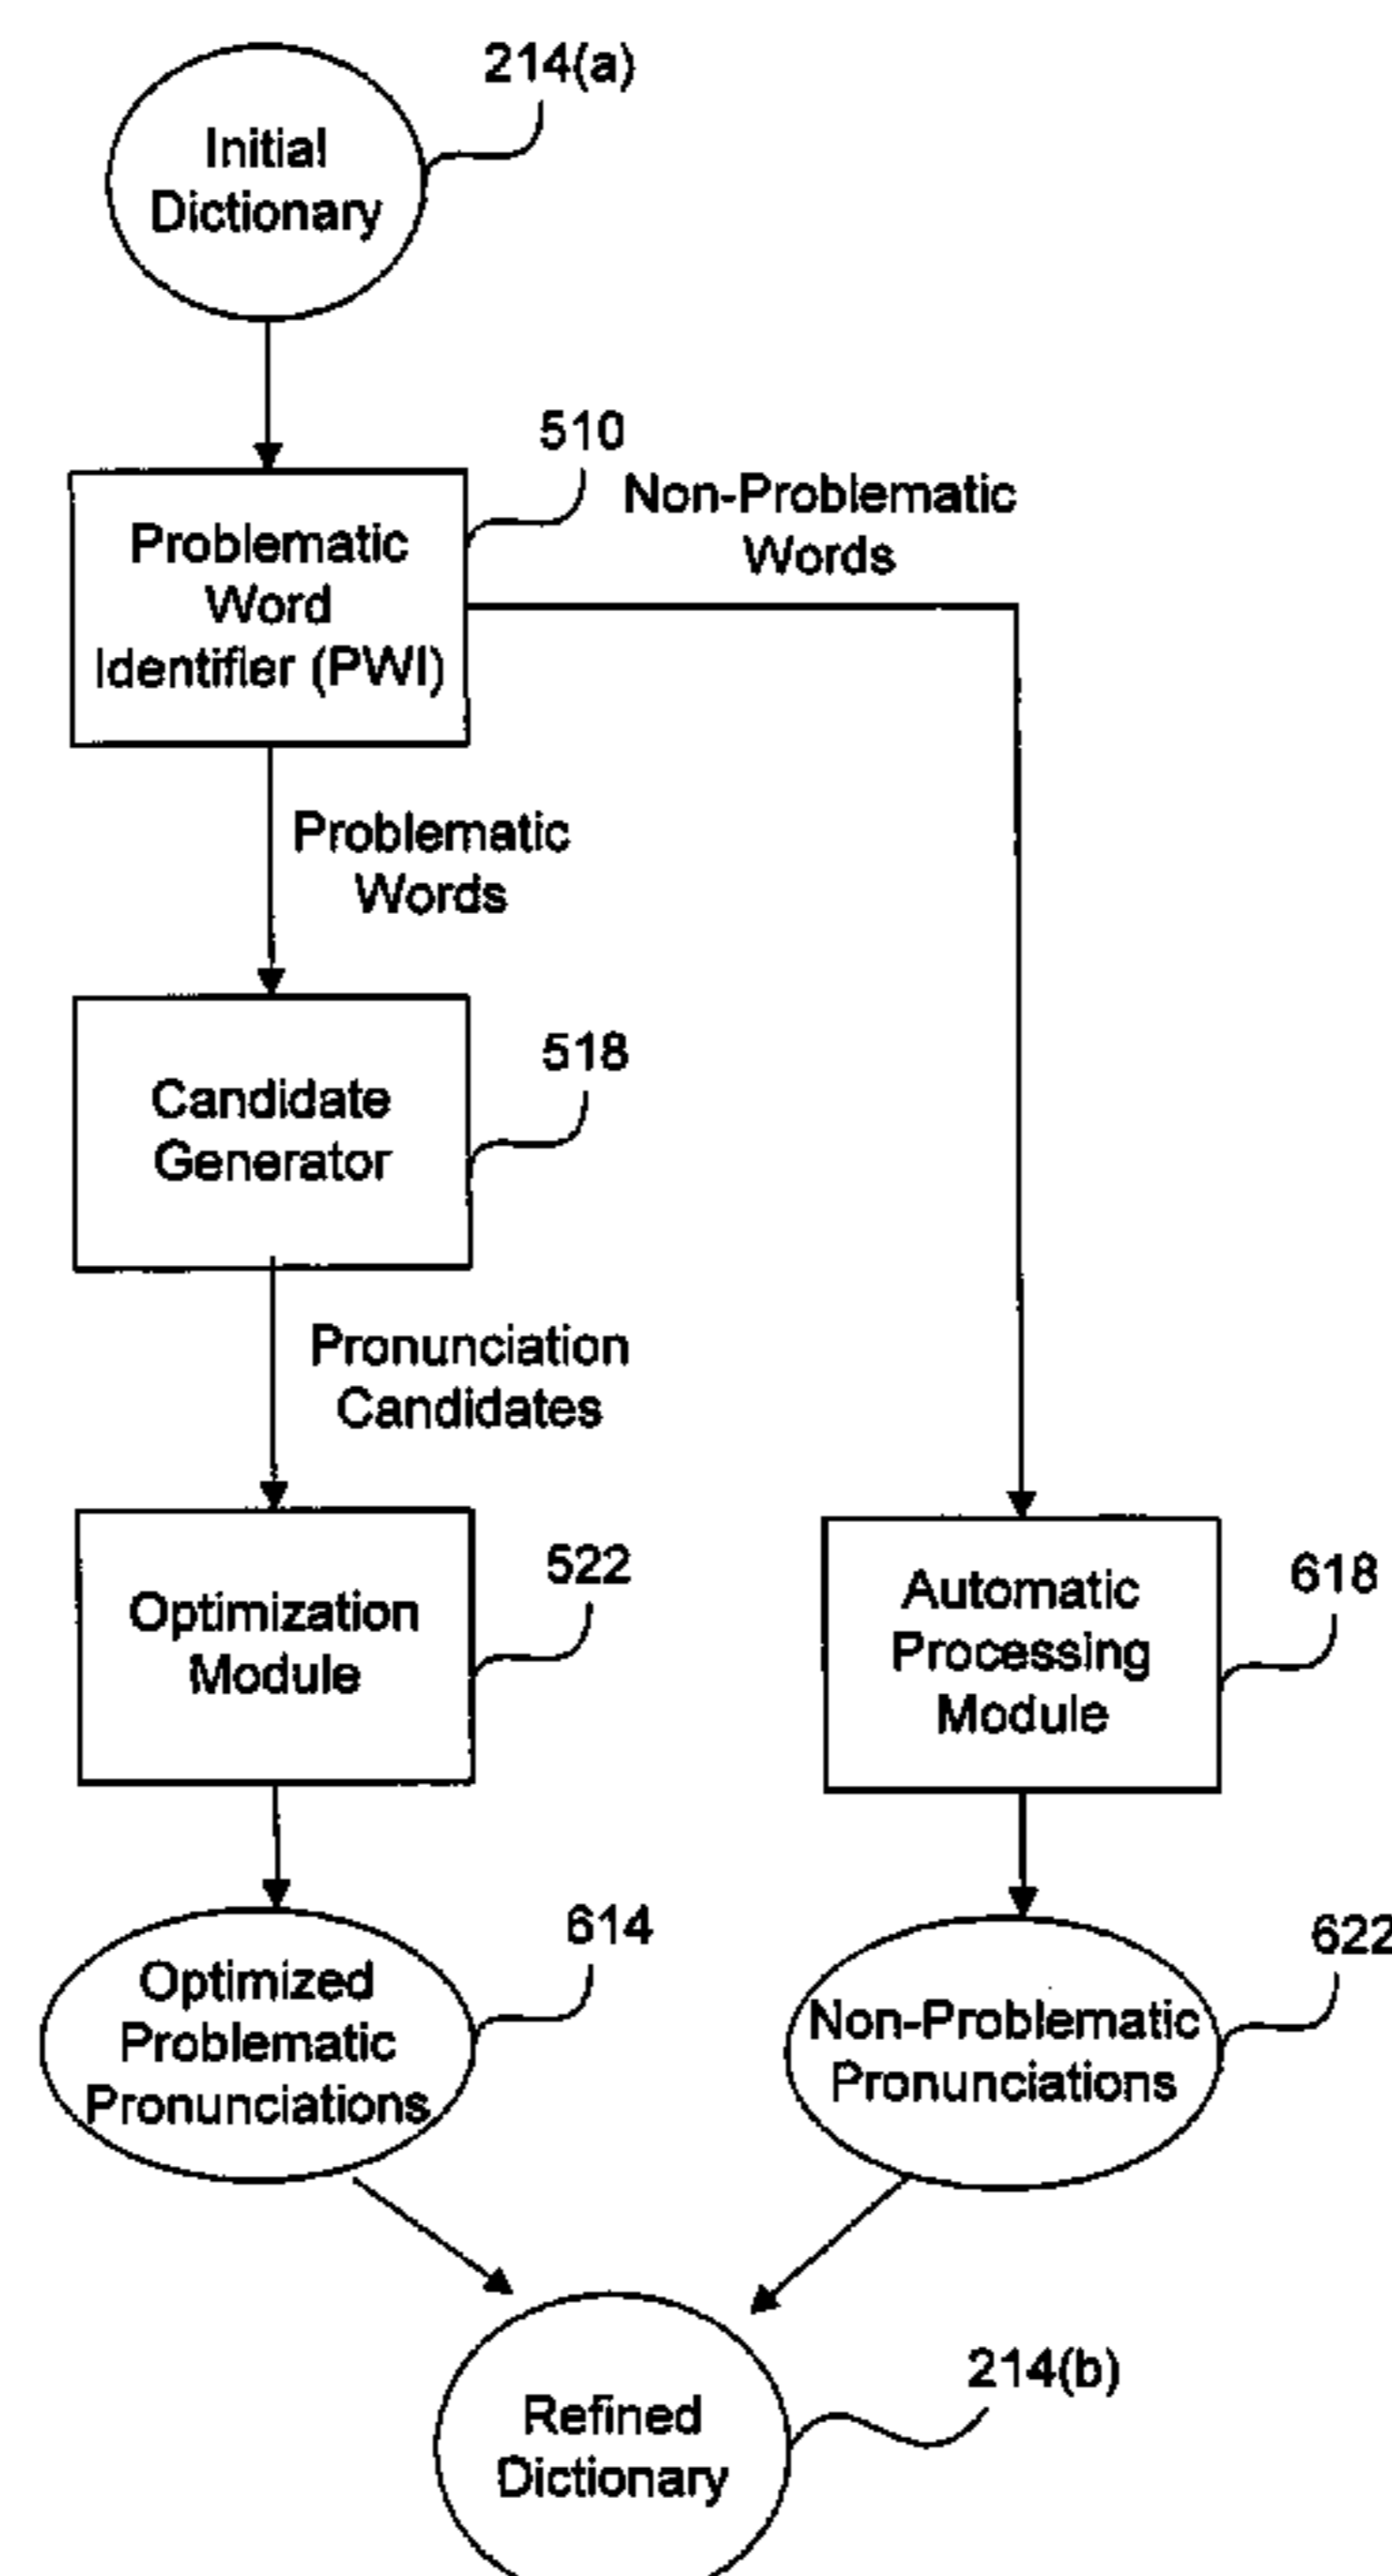 214(a)
Initial
Dictionary
510
Non-Problematic
Words
Problematic
Word
Identifier (PWI)
Problematic
Words
518
Candidate
Generator
Pronunciation
Candidates
522
Optimization
Module
618
Automatic
Processing
Module
614
Optimized
Problematic
Pronunciations
622
Non-Problematic
Pronunciations
214(b)
Refined
Dictionary